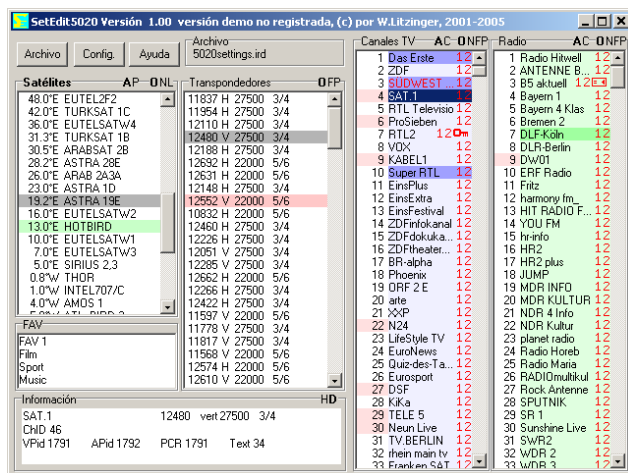 SetEdit5020 Versión 1.00 versión demo no registrada, (c) por W.Litzinger, 2001-2005
Archivo Config. Ayuda
Archivo
5020settings.ird
Satélites A P O N L
48.0°E EUTEL2F2
42.0°E TURKSAT 1C
36.0°E EUTELSATW4
31.3°E TURKSAT 1B
30.5°E ARABSAT 2B
28.2°E ASTRA 28E
26.0°E ARAB 2A3A
23.0°E ASTRA 1D
19.2°E ASTRA 19E
16.0°E EUTELSATW2
13.0°E HOTBIRD
10.0°E EUTELSATW1
7.0°E EUTELSATW3
5.0°E SIRIUS 2,3
0.8°W THOR
1.0°W INTEL707/C
4.0°W AMOS 1
FAV
FAV 1
Film
Sport
Music
Transpondedores O F P
11837 H 27500 3/4
11954 H 27500 3/4
12110 H 27500 3/4
12480 V 27500 3/4
12188 H 27500 3/4
12692 H 22000 5/6
12631 H 22000 5/6
12148 H 27500 3/4
12552 V 22000 5/6
10832 H 22000 5/6
12460 H 27500 3/4
12226 H 27500 3/4
12051 V 27500 3/4
12285 V 27500 3/4
12662 H 22000 5/6
12266 H 27500 3/4
12422 H 27500 3/4
11597 V 22000 5/6
11778 V 27500 3/4
11817 V 27500 3/4
11568 V 22000 5/6
12574 H 22000 5/6
12610 V 22000 5/6
Información HD
SAT.1 12480 vert 27500 3/4
ChID 46
VPid 1791 APid 1792 PCR 1791 Text 34
Canales TV A C O N F P
1 Das Erste 12
2 ZDF 12
3 SÜDWEST ... 12
4 SAT.1 12
5 RTL Televisio 12
6 ProSieben 12
7 RTL2 12
8 VOX 12
9 KABEL1 12
10 Super RTL 12
11 EinsPlus 12
12 EinsExtra 12
13 EinsFestival 12
14 ZDFinfokanal 12
15 ZDFdokuka... 12
16 ZDFtheater... 12
17 BR-alpha 12
18 Phoenix 12
19 ORF 2 E 12
20 arte 12
21 XXP 12
22 N24 12
23 LifeStyle TV 12
24 EuroNews 12
25 Quiz-des-Ta... 12
26 Eurosport 12
27 DSF 12
28 KiKa 12
29 TELE 5 12
30 Neun Live 12
31 TV.BERLIN 12
32 rhein main tv 12
33 Franken SAT 12
Radio A C O N F P
1 Radio Hitwell 12
2 ANTENNE B... 12
3 B5 aktuell 12
4 Bayern 1 12
5 Bayern 4 Klas 12
6 Bremen 2 12
7 DLF-Köln 12
8 DLR-Berlin 12
9 DW01 12
10 ERF Radio 12
11 Fritz 12
12 harmony fm_ 12
13 HIT RADIO F... 12
14 YOU FM 12
15 hr-info 12
16 HR2 12
17 HR2 plus 12
18 JUMP 12
19 MDR INFO 12
20 MDR KULTUR 12
21 NDR 4 Info 12
22 NDR Kultur 12
23 planet radio 12
24 Radio Horeb 12
25 Radio Maria 12
26 RADIOmultikul 12
27 Rock Antenne 12
28 SPUTNIK 12
29 SR 1 12
30 Sunshine Live 12
31 SWR2 12
32 WDR 2 12
33 WDR 3 12